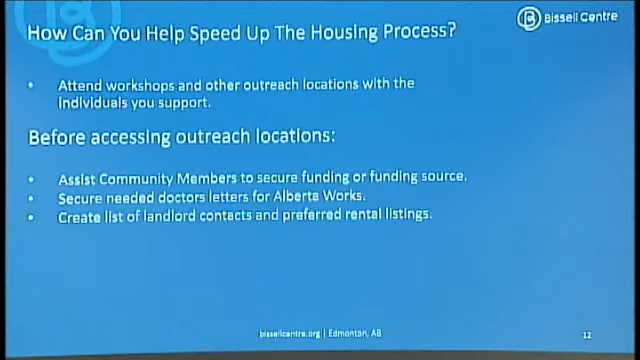 Bissell Centre
How Can You Help Speed Up The Housing Process?
• Attend workshops and other outreach locations with the
individuals you support.
Before accessing outreach locations:
• Assist Community Members to secure funding or funding source.
• Secure needed doctors letters for Alberta Works.
• Create list of landlord contacts and preferred rental listings.
bissellcentre.org | Edmonton, AB
12